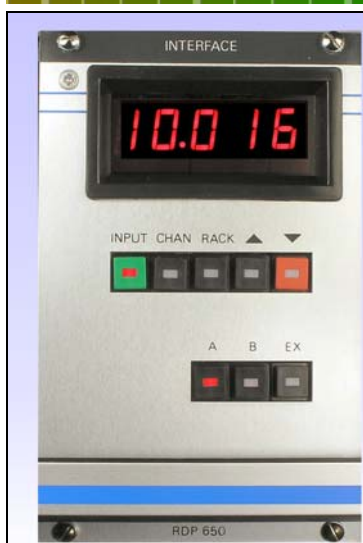 INTERFACE
10.016
INPUT CHAN RACK ▲ ▼
A B EX
RDP 650